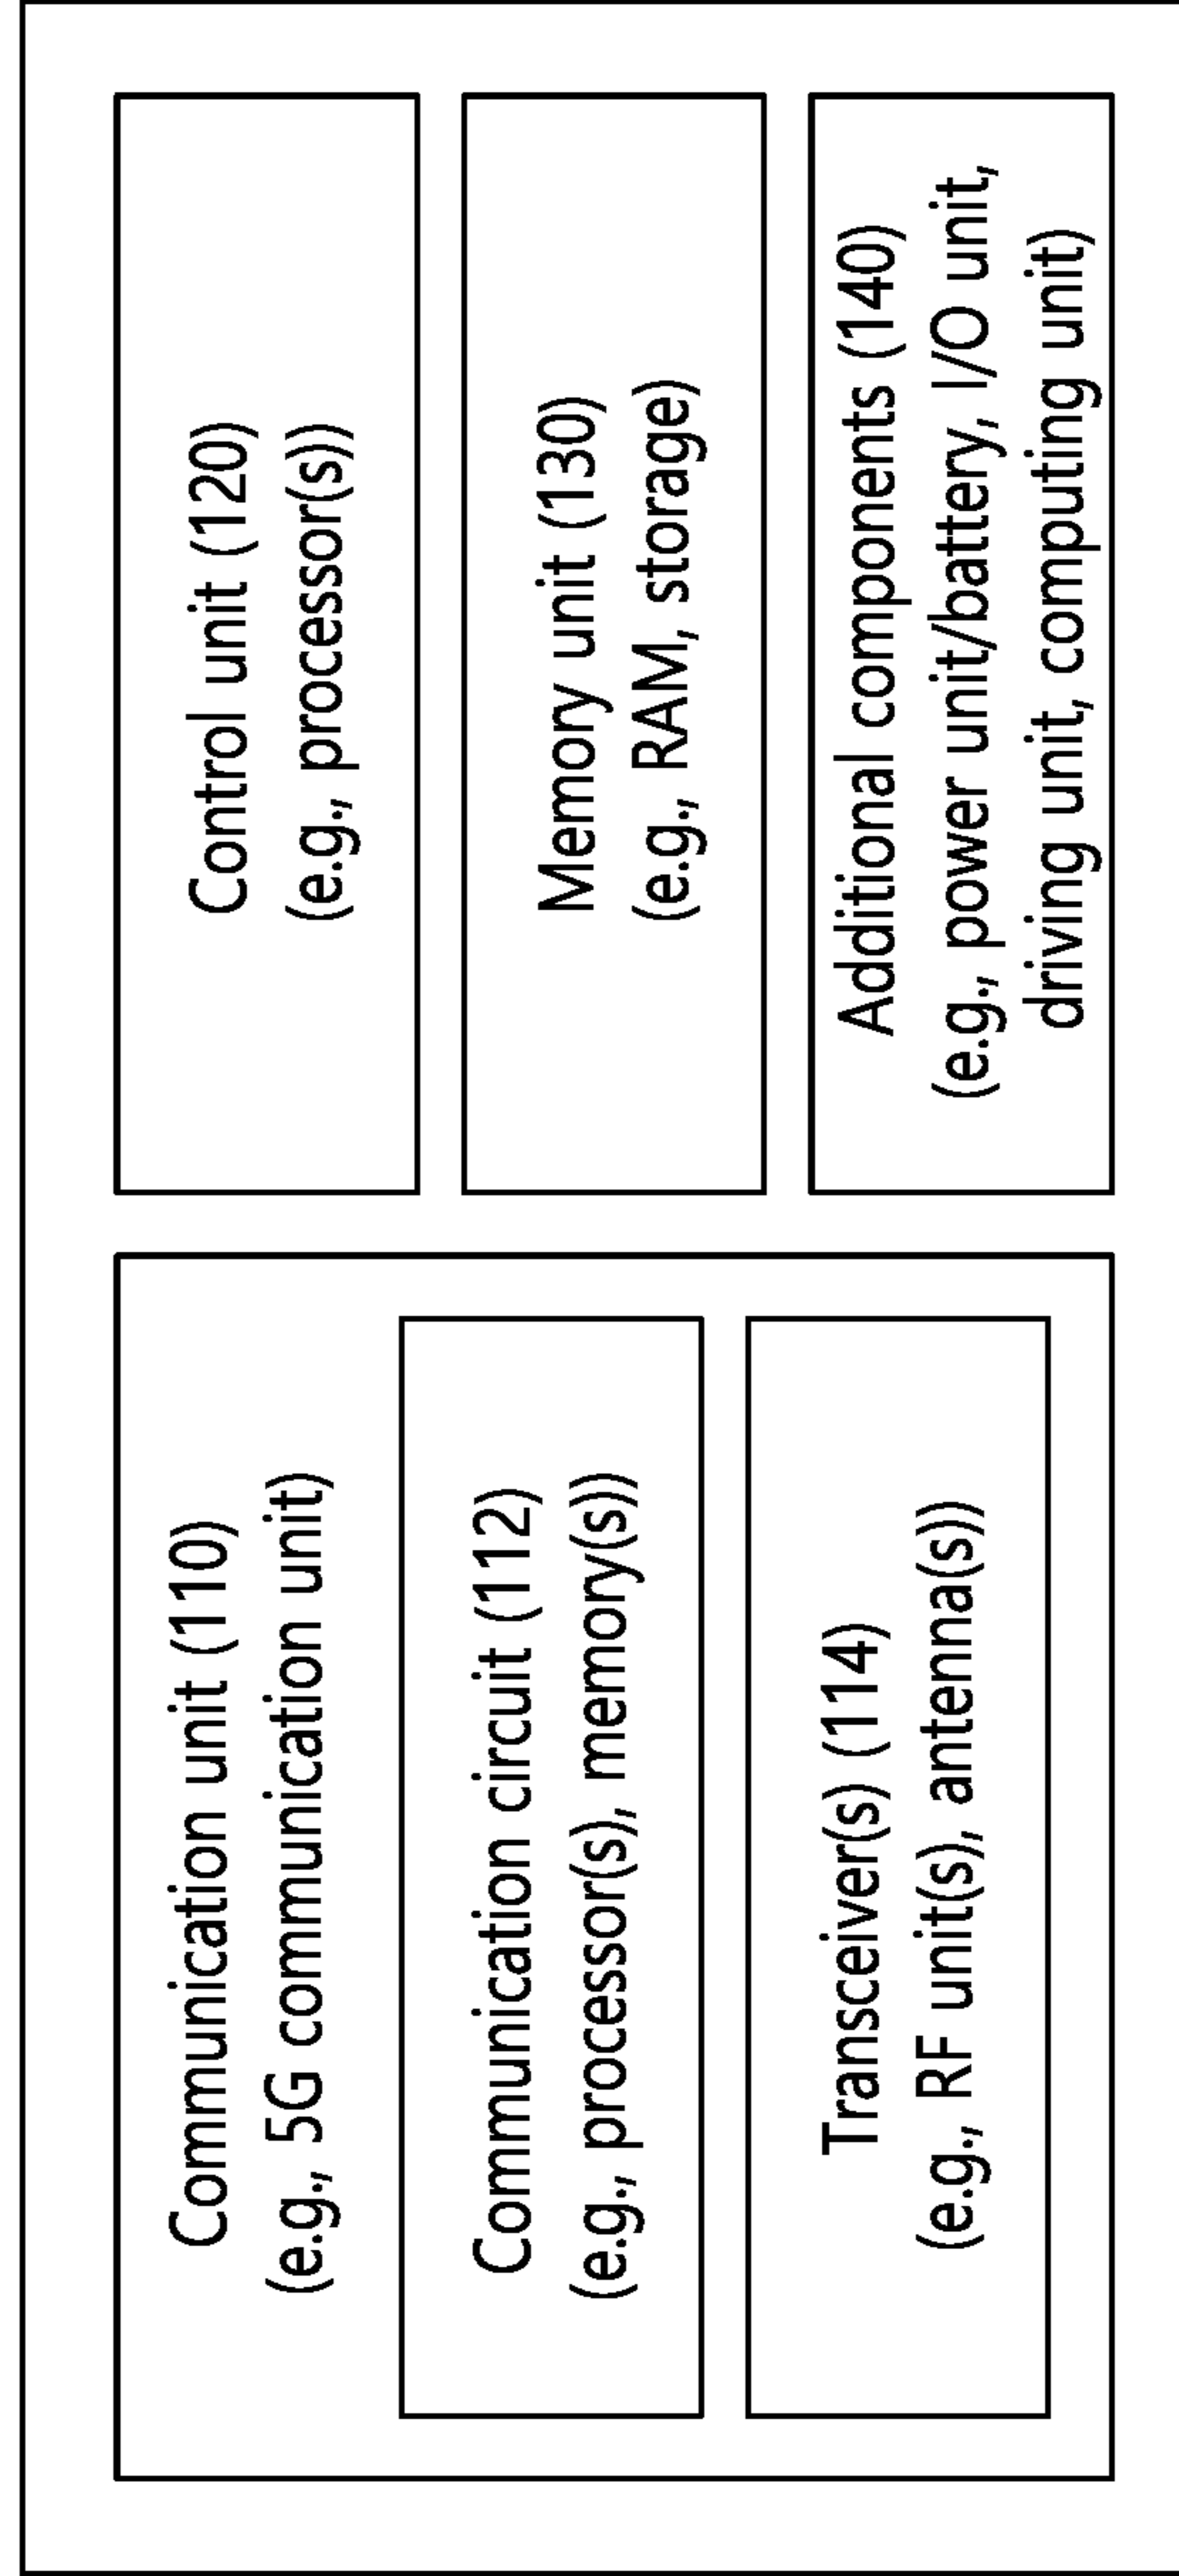 Communication unit (110)
(e.g., 5G communication unit)
Communication circuit (112)
(e.g., processor(s), memory(s))
Transceiver(s) (114)
(e.g., RF unit(s), antenna(s))
Control unit (120)
(e.g., processor(s))
Memory unit (130)
(e.g., RAM, storage)
Additional components (140)
(e.g., power unit/battery, I/O unit,
driving unit, computing unit)